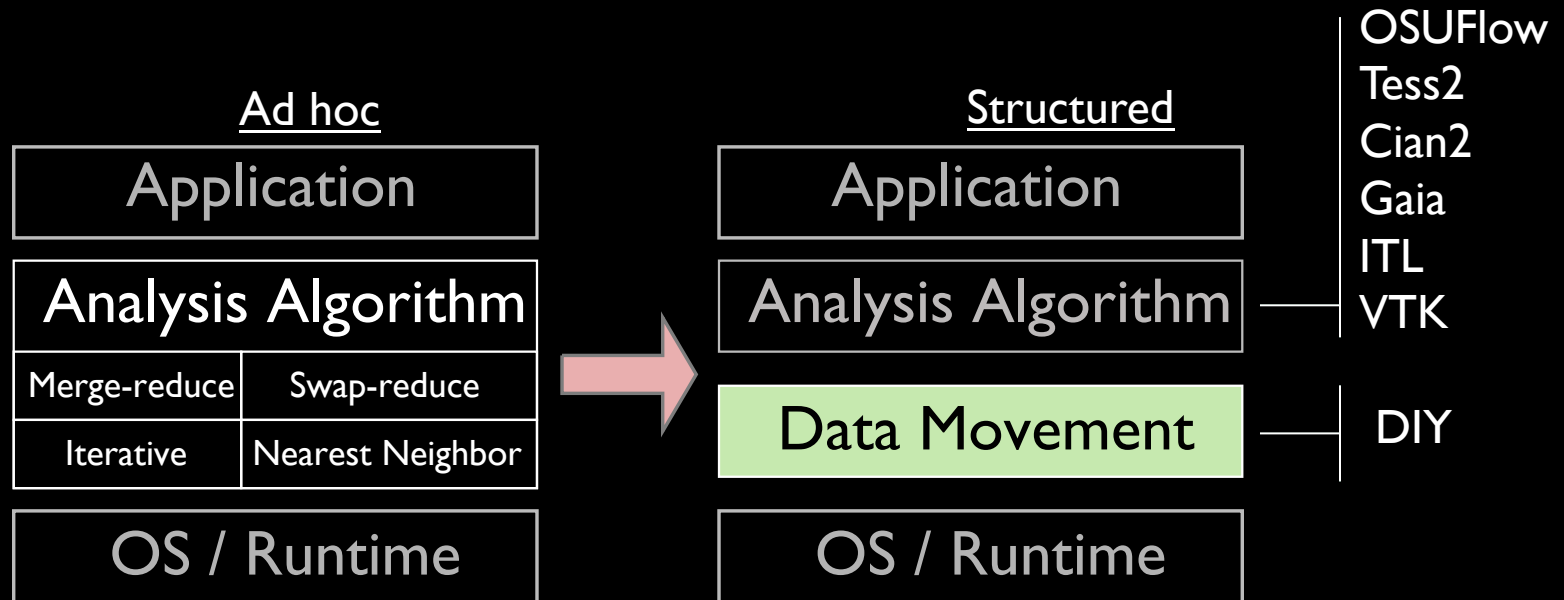 Ad hoc
Application
Analysis Algorithm
Merge-reduce
Swap-reduce
Iterative
Nearest Neighbor
OS / Runtime
Structured
Application
Analysis Algorithm
Data Movement
OS / Runtime
OSUFlow
Tess2
Cian2
Gaia
ITL
VTK
DIY